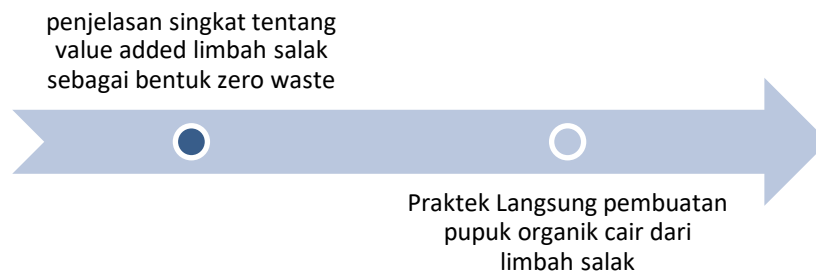 penjelasan singkat tentang
value added limbah salak
sebagai bentuk zero waste
Praktek Langsung pembuatan
pupuk organik cair dari
limbah salak